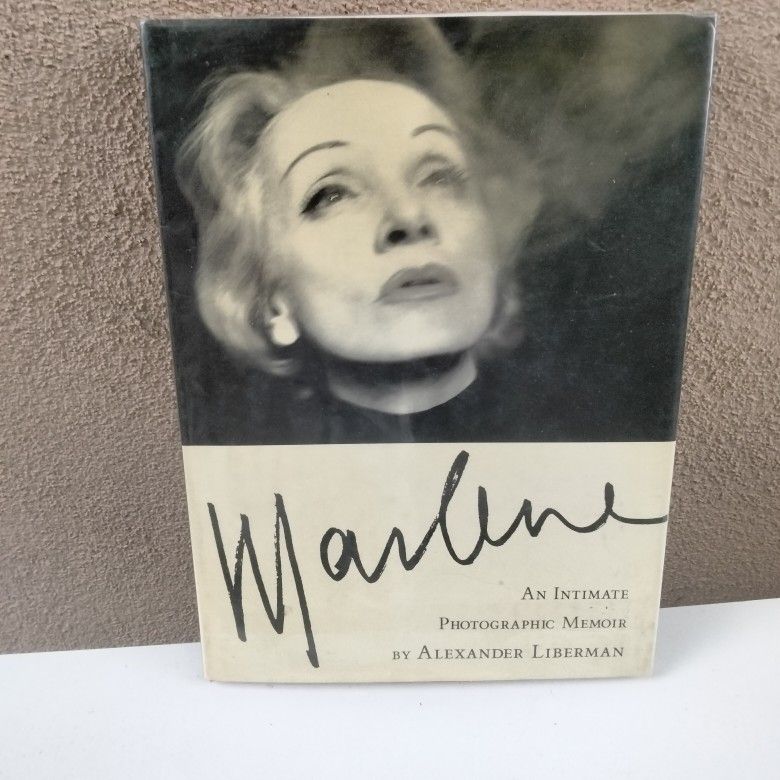 Marlene
An Intimate
Photographic Memoir
by Alexander Liberman